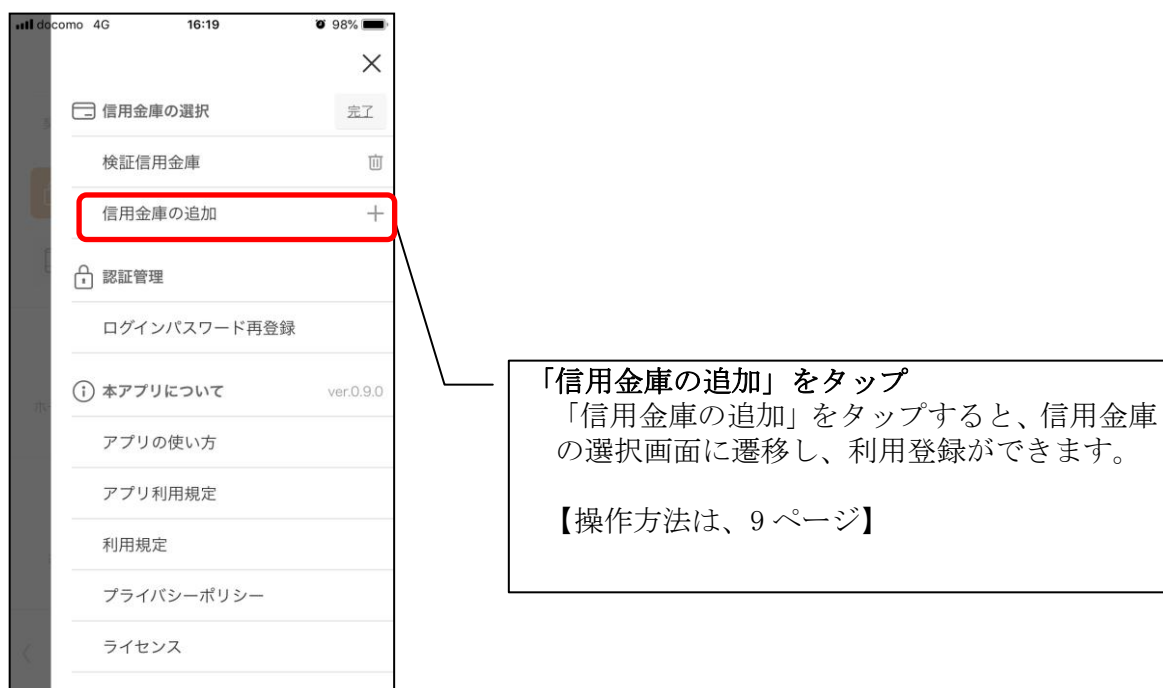 docomo 4G 16:19 98%
信用金庫の選択 完了
検証信用金庫
信用金庫の追加
認証管理
ログインパスワード再登録
本アプリについて ver.0.9.0
アプリの使い方
アプリ利用規定
利用規定
プライバシーポリシー
ライセンス
「信用金庫の追加」をタップ
「信用金庫の追加」をタップすると、信用金庫
の選択画面に遷移し、利用登録ができます。
【操作方法は、9 ページ】